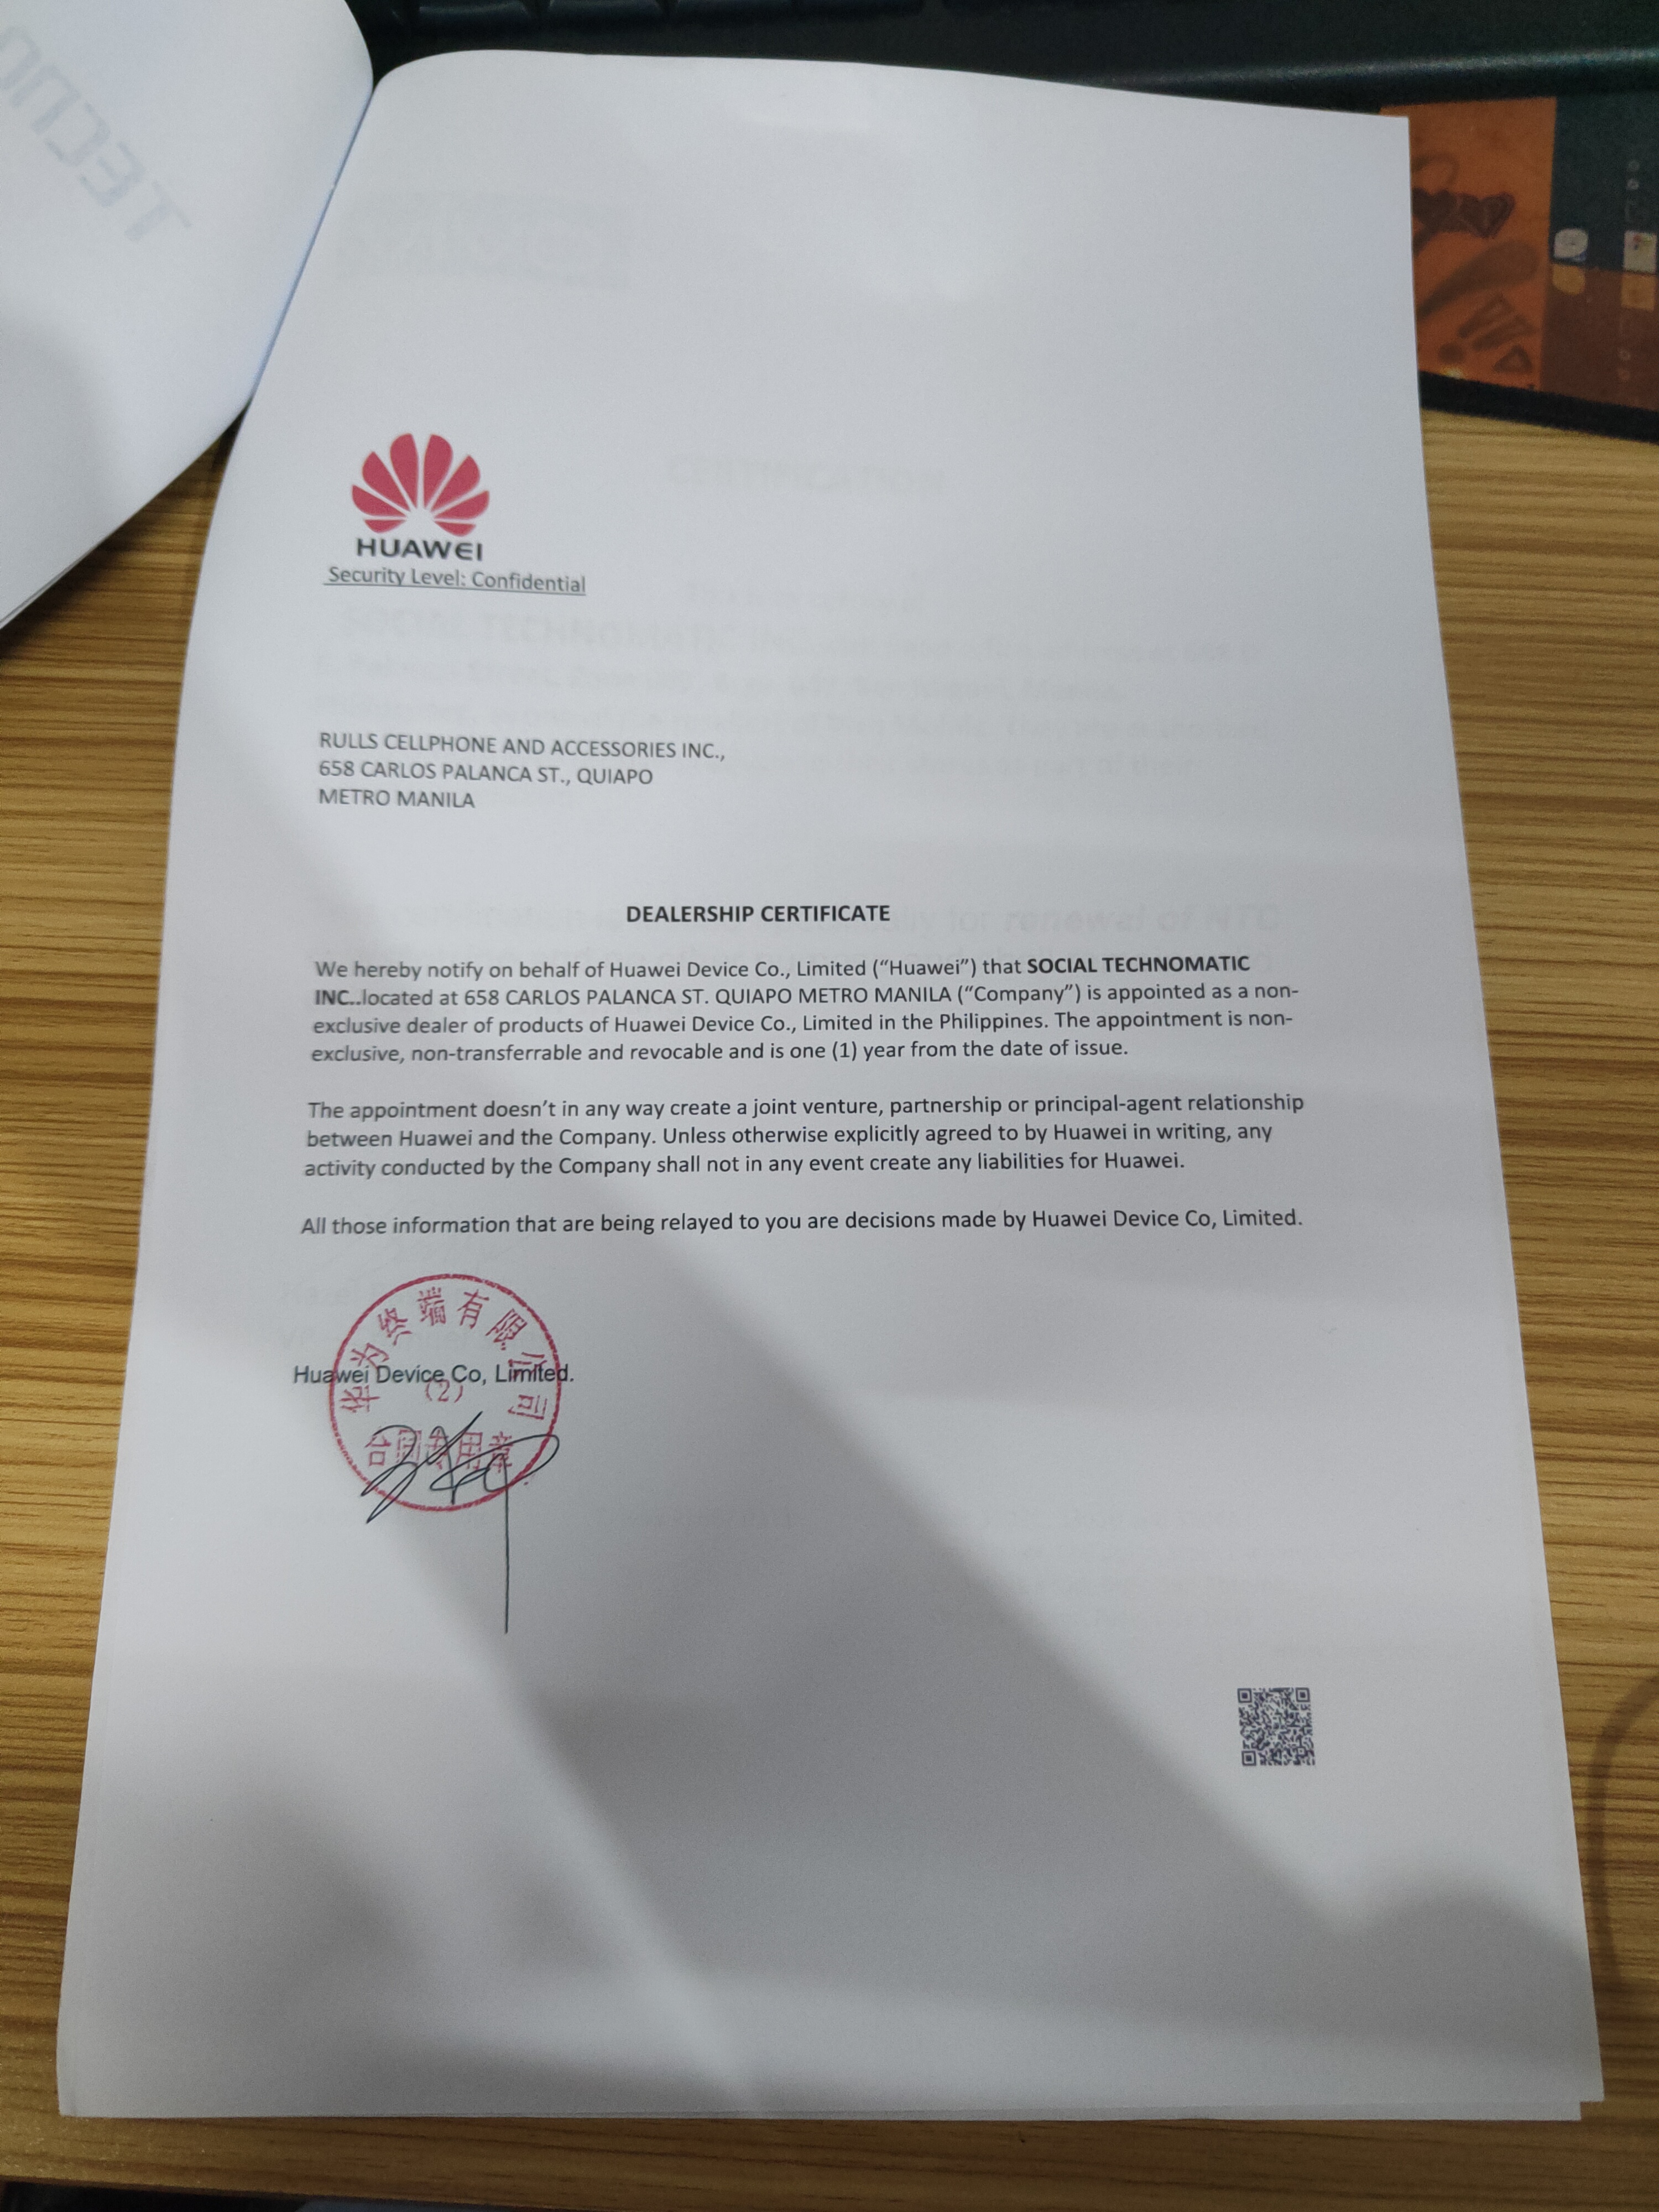 TECNO
HUAWEI
Security Level: Confidential
CERTIFICATION
SOCIAL TECHNOMATIC
RULLS CELLPHONE AND ACCESSORIES INC.,
658 CARLOS PALANCA ST., QUIAPO
METRO MANILA
DEALERSHIP CERTIFICATE
for renewal of NTC
We hereby notify on behalf of Huawei Device Co., Limited (“Huawei”) that SOCIAL TECHNOMATIC
INC..located at 658 CARLOS PALANCA ST. QUIAPO METRO MANILA (“Company”) is appointed as a non-
exclusive dealer of products of Huawei Device Co., Limited in the Philippines. The appointment is non-
exclusive, non-transferrable and revocable and is one (1) year from the date of issue.
The appointment doesn’t in any way create a joint venture, partnership or principal-agent relationship
between Huawei and the Company. Unless otherwise explicitly agreed to by Huawei in writing, any
activity conducted by the Company shall not in any event create any liabilities for Huawei.
All those information that are being relayed to you are decisions made by Huawei Device Co, Limited.
华为终端有限公司
Huawei Device Co, Limited.
(2)
合同专用章